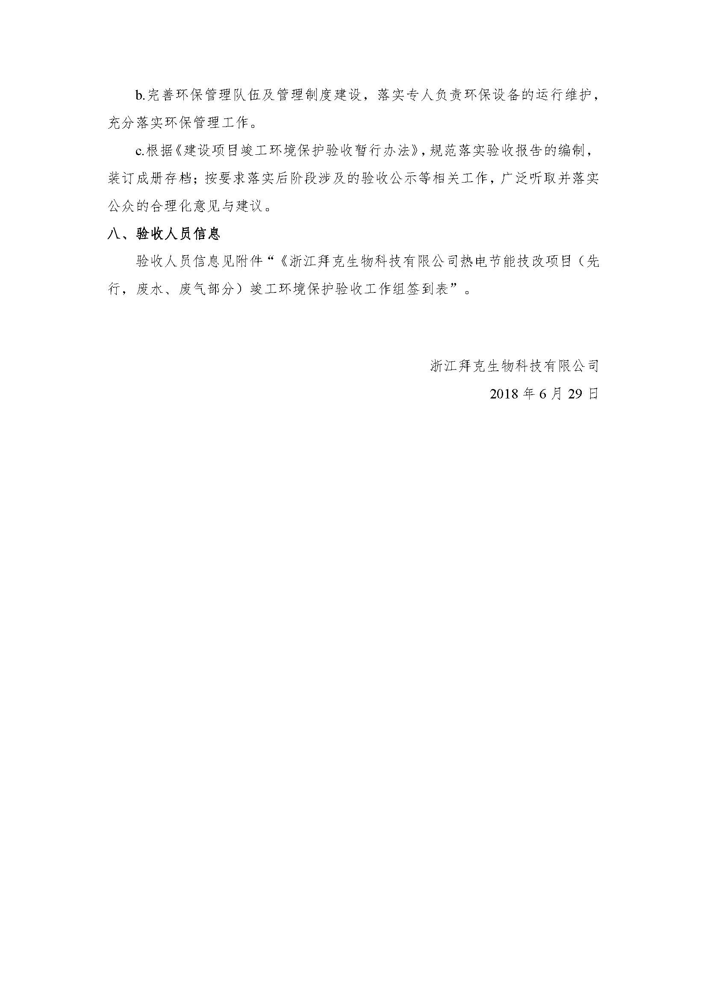 b.完善环保管理队伍及管理制度建设，落实专人负责环保设备的运行维护，
充分落实环保管理工作。
c.根据《建设项目竣工环境保护验收暂行办法》，规范落实验收报告的编制，
装订成册存档；按要求落实后阶段涉及的验收公示等相关工作，广泛听取并落实
公众的合理化意见与建议。
八、验收人员信息
验收人员信息见附件“《浙江拜克生物科技有限公司热电节能技改项目（先
行，废水、废气部分）竣工环境保护验收工作组签到表”。
浙江拜克生物科技有限公司
2018 年 6 月 29 日